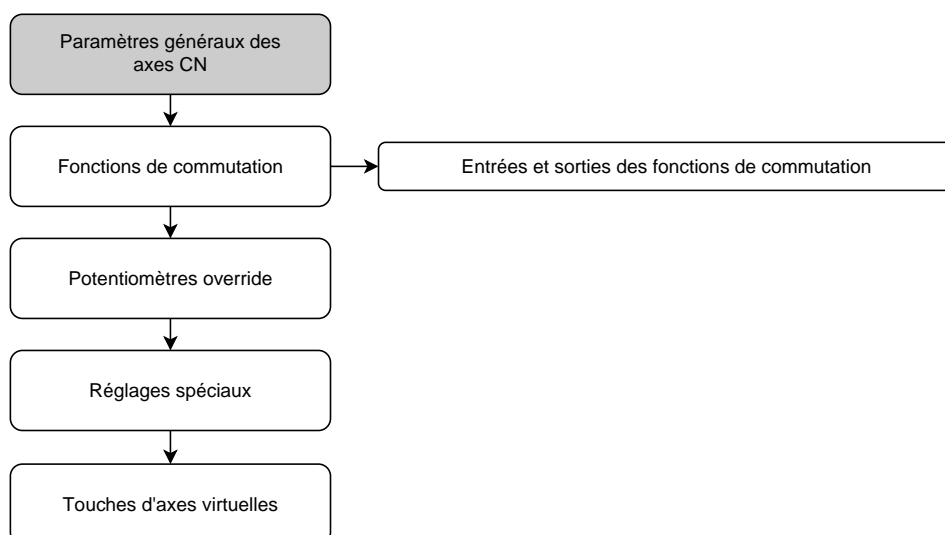 Paramètres généraux des
axes CN
Fonctions de commutation
Entrées et sorties des fonctions de commutation
Potentiomètres override
Réglages spéciaux
Touches d'axes virtuelles